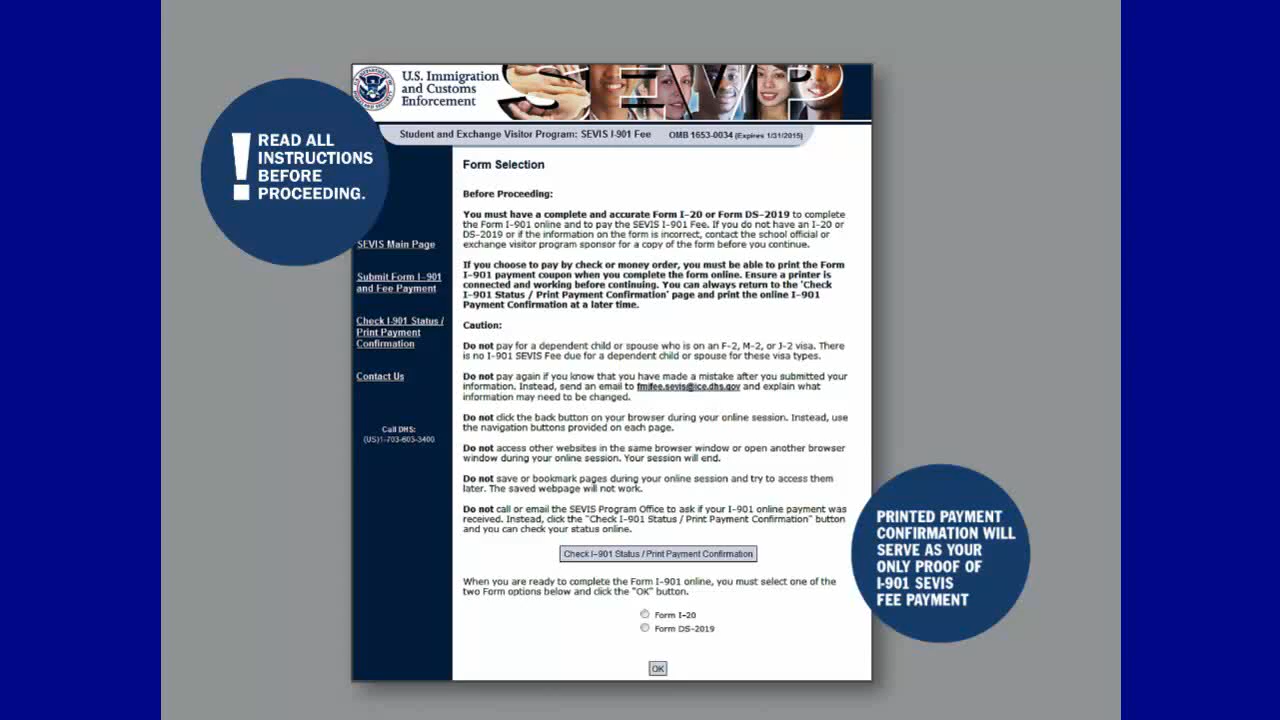 READ ALL
INSTRUCTIONS
BEFORE
PROCEEDING.
U.S. Immigration
and Customs
Enforcement
SEVP
Student and Exchange Visitor Program: SEVIS I-901 Fee OMB 1653-0034 (Expires 1/31/2015)
SEVIS Main Page
Submit Form I-901
and Fee Payment
Check I-901 Status /
Print Payment
Confirmation
Contact Us
Call DHS:
(US)1-703-603-3400
Form Selection
Before Proceeding:
You must have a complete and accurate Form I-20 or Form DS-2019 to complete
the Form I-901 online and to pay the SEVIS I-901 Fee. If you do not have an I-20 or
DS-2019 or if the information on the form is incorrect, contact the school official or
exchange visitor program sponsor for a copy of the form before you continue.
If you choose to pay by check or money order, you must be able to print the Form
I-901 payment coupon when you complete the form online. Ensure a printer is
connected and working before continuing. You can always return to the 'Check
I-901 Status / Print Payment Confirmation' page and print the online I-901
Payment Confirmation at a later time.
Caution:
Do not pay for a dependent child or spouse who is on an F-2, M-2, or J-2 visa. There
is no I-901 SEVIS Fee due for a dependent child or spouse for these visa types.
Do not pay again if you know that you have made a mistake after you submitted your
information. Instead, send an email to fmjfee.sevis@ice.dhs.gov and explain what
information may need to be changed.
Do not click the back button on your browser during your online session. Instead, use
the navigation buttons provided on each page.
Do not access other websites in the same browser window or open another browser
window during your online session. Your session will end.
Do not save or bookmark pages during your online session and try to access them
later. The saved webpage will not work.
Do not call or email the SEVIS Program Office to ask if your I-901 online payment was
received. Instead, click the "Check I-901 Status / Print Payment Confirmation" button
and you can check your status online.
Check I-901 Status / Print Payment Confirmation
When you are ready to complete the Form I-901 online, you must select one of the
two Form options below and click the "OK" button.
Form I-20
Form DS-2019
OK
PRINTED PAYMENT
CONFIRMATION WILL
SERVE AS YOUR
ONLY PROOF OF
I-901 SEVIS
FEE PAYMENT